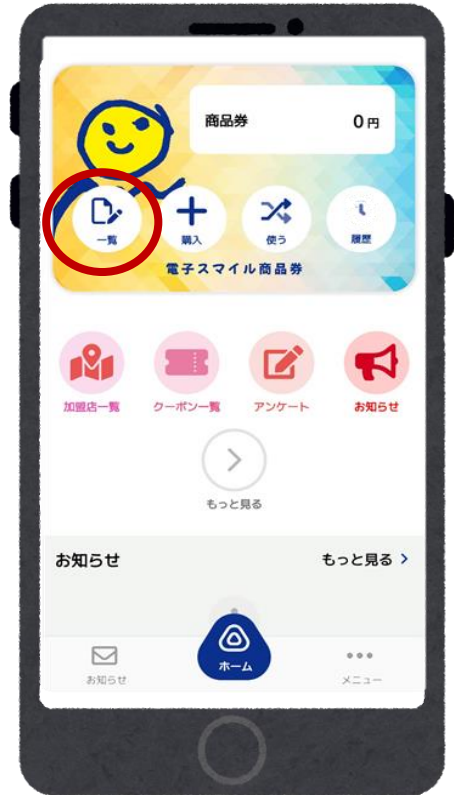 商品券 0円
一覧 購入 使う 履歴
電子スマイル商品券
加盟店一覧 クーポン一覧 アンケート お知らせ
もっと見る
お知らせ もっと見る
お知らせ ホーム メニュー